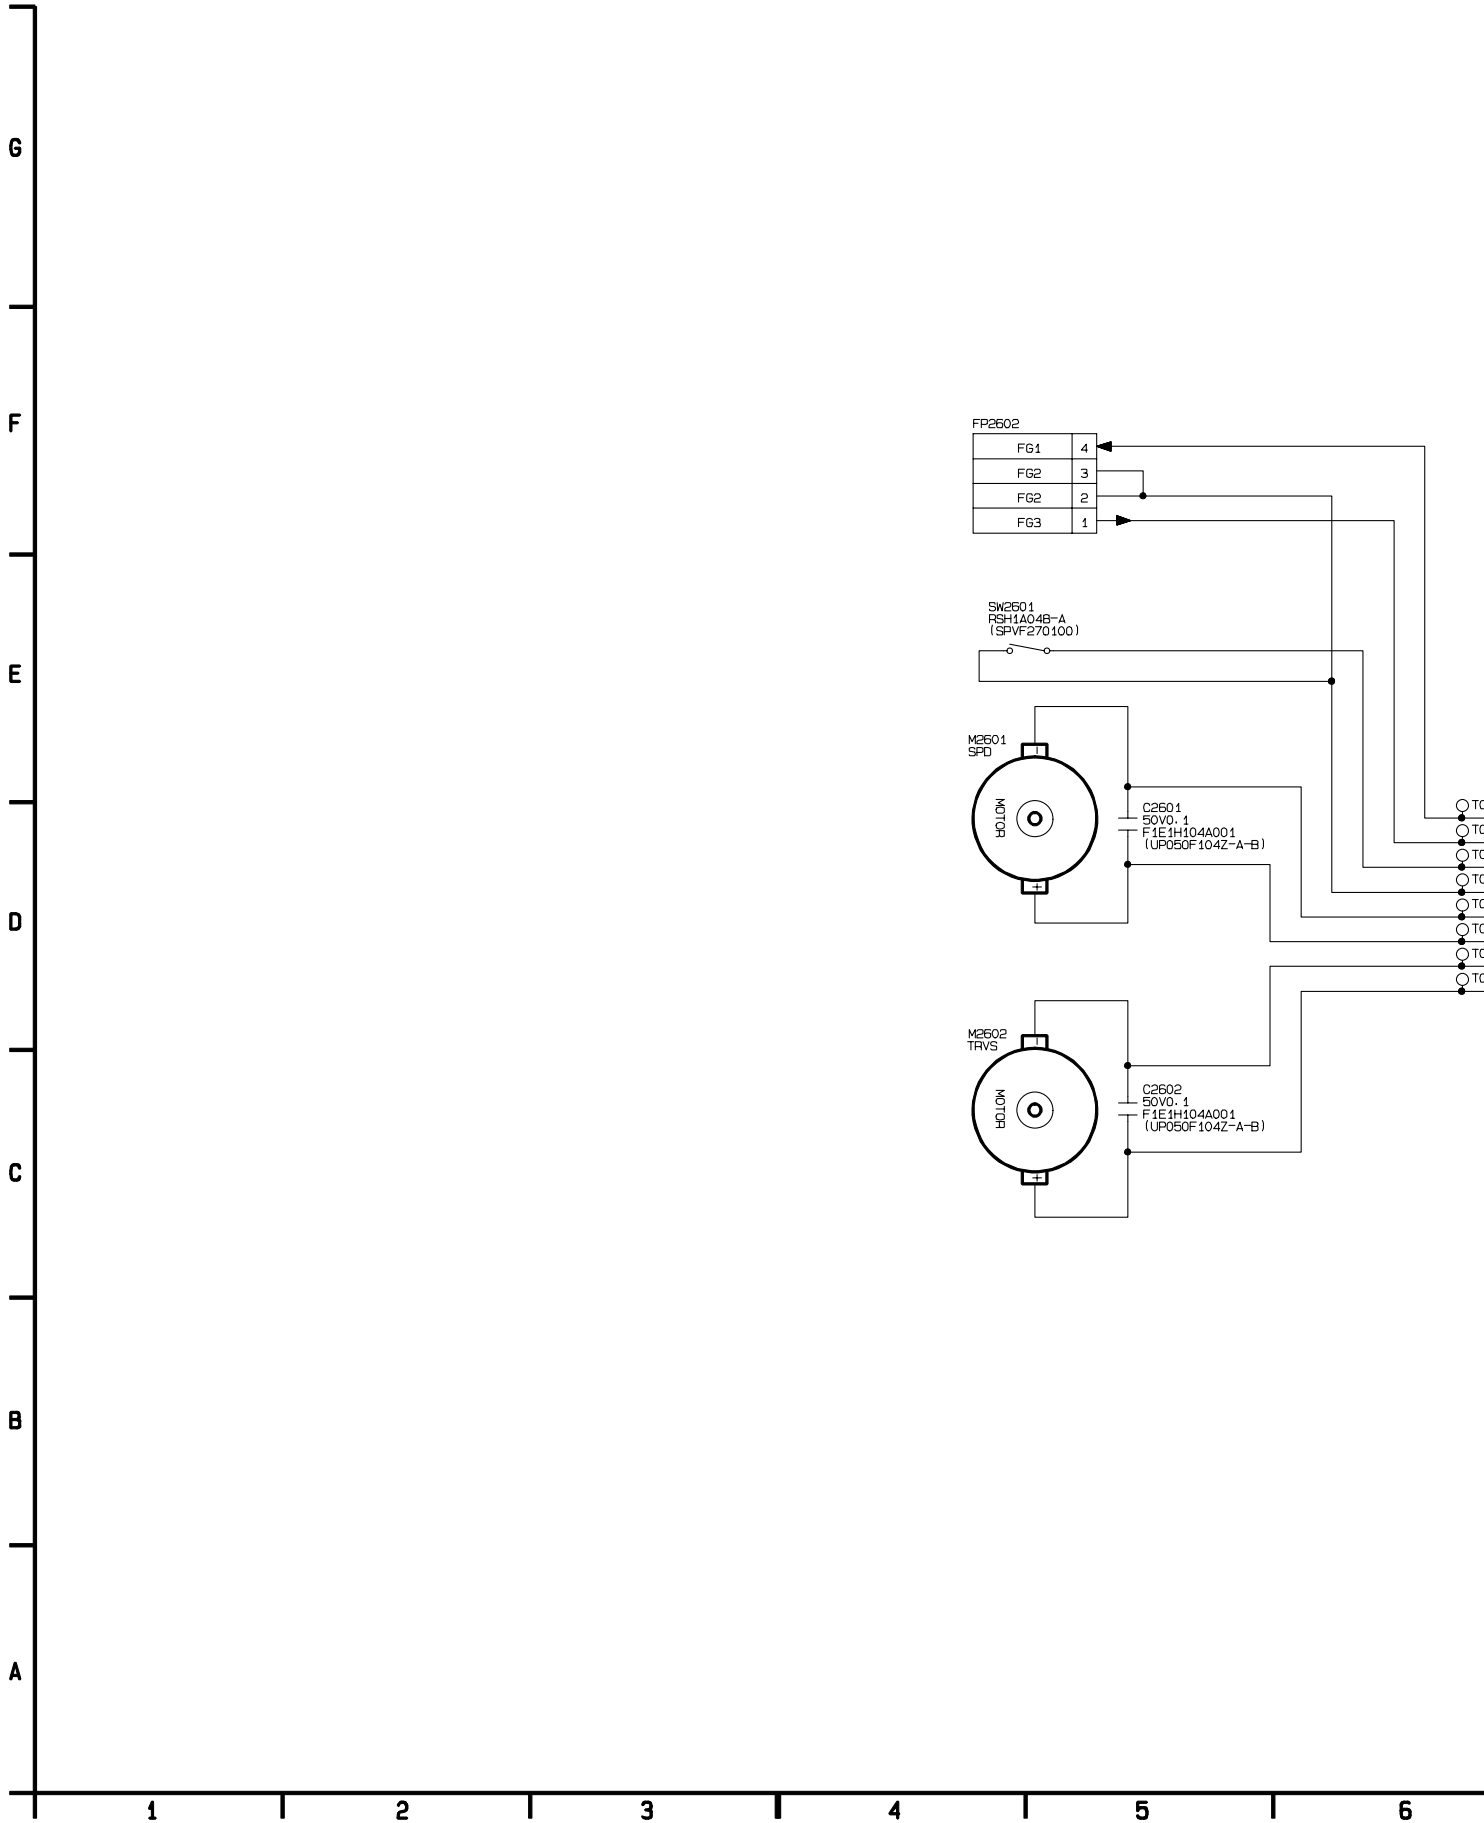 G
F
E
D
C
B
A
FP2602
FG1 4
FG2 3
FG2 2
FG3 1
SW2601
RSH1A048-A
(SPVF270100)
M2601
SPD
−
MOTOR
+
C2601
50V0.1
F1E1H104A001
(UP050F104Z-A-B)
M2602
TRVS
−
MOTOR
+
C2602
50V0.1
F1E1H104A001
(UP050F104Z-A-B)
1 2 3 4 5 6